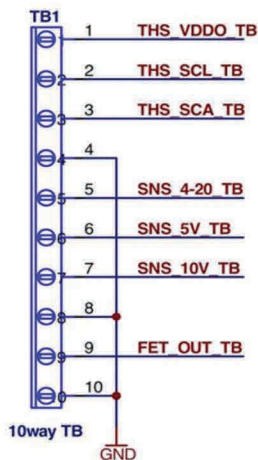 TB1
1 THS_VDDO_TB
2 THS_SCL_TB
3 THS_SCA_TB
4
5 SNS_4-20_TB
6 SNS_5V_TB
7 SNS_10V_TB
8
9 FET_OUT_TB
10
10way TB
GND